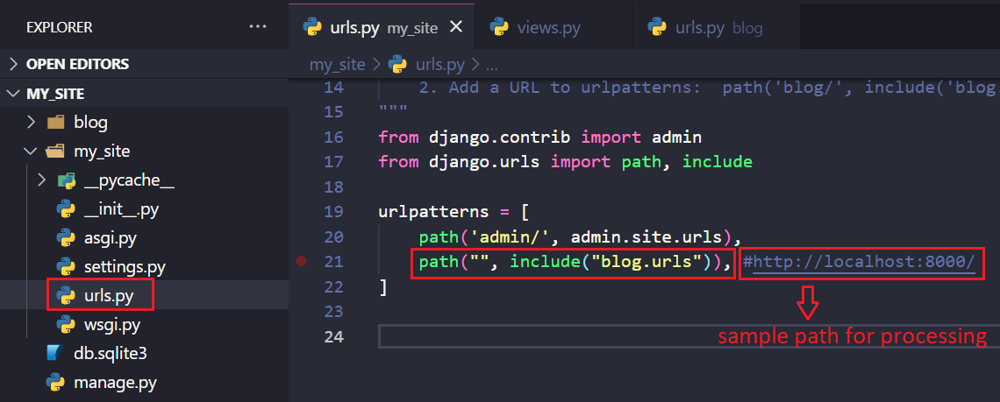 EXPLORER
...
OPEN EDITORS
MY_SITE
blog
my_site
__pycache__
__init__.py
asgi.py
settings.py
urls.py
wsgi.py
db.sqlite3
manage.py
urls.py my_site
views.py
urls.py blog
my_site > urls.py > ...
14 2. Add a URL to urlpatterns:  path('blog/', include('blog
15 """
16 from django.contrib import admin
17 from django.urls import path, include
18
19 urlpatterns = [
20     path('admin/', admin.site.urls),
21     path("", include("blog.urls")), #http://localhost:8000/
22 ]
23
24
sample path for processing